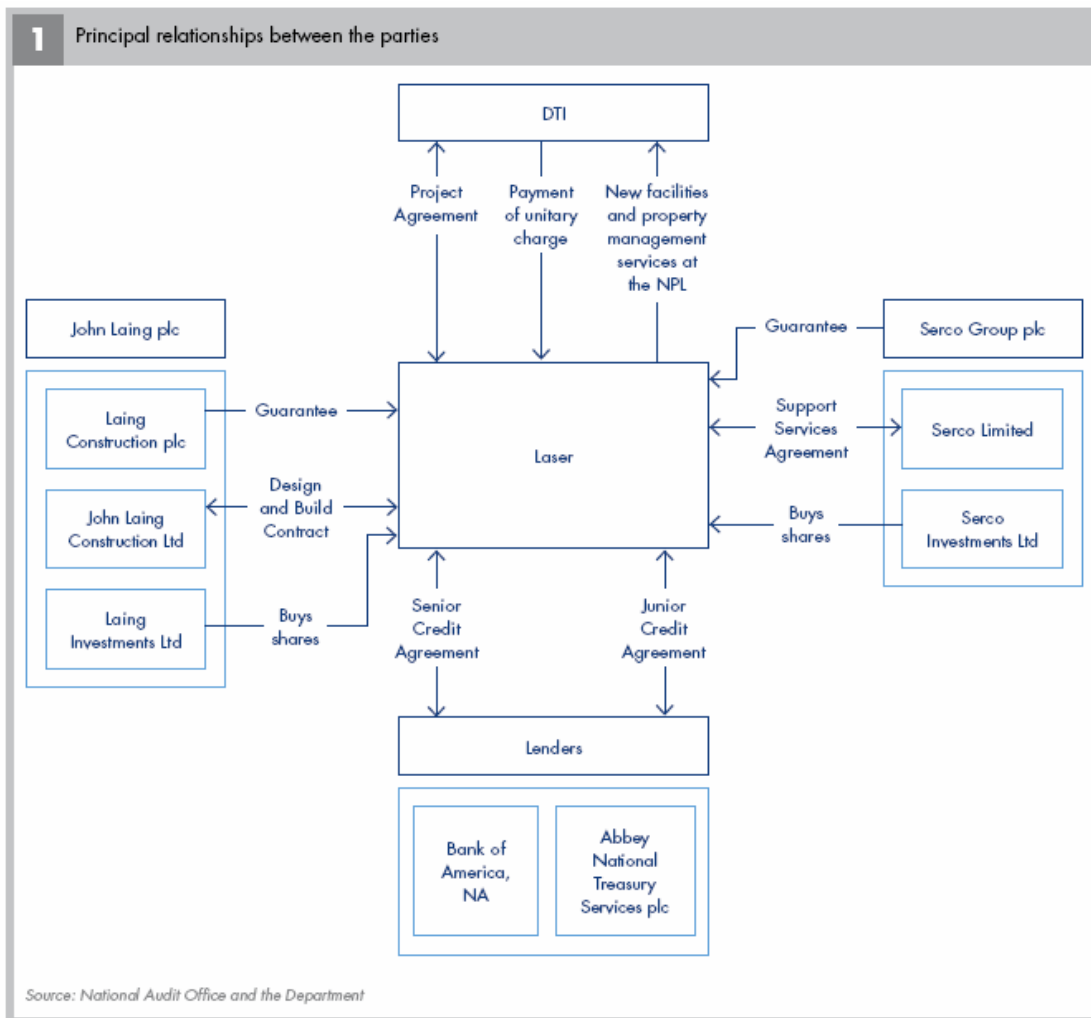 1
Principal relationships between the parties
DTI
Project
Agreement
Payment
of unitary
charge
New facilities
and property
management
services at
the NPL
John Laing plc
Laing
Construction plc
John Laing
Construction Ltd
Laing
Investments Ltd
Guarantee
Design
and Build
Contract
Buys
shares
Laser
Guarantee
Support
Services
Agreement
Buys
shares
Serco Group plc
Serco Limited
Serco
Investments Ltd
Senior
Credit
Agreement
Junior
Credit
Agreement
Lenders
Bank of
America,
NA
Abbey
National
Treasury
Services plc
Source: National Audit Office and the Department